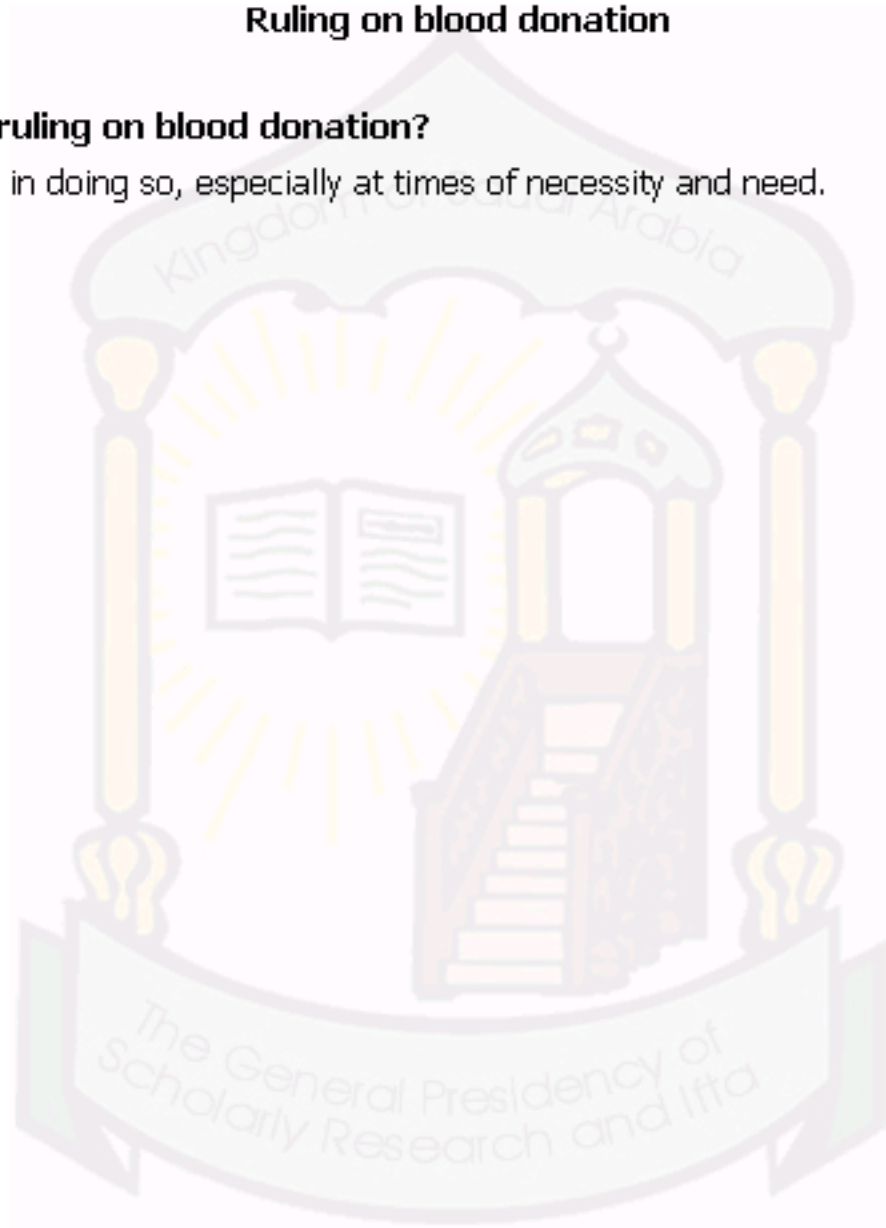 Ruling on blood donation
ruling on blood donation?
in doing so, especially at times of necessity and need.
Kingdom of Saudi Arabia
The General Presidency of
Scholarly Research and Ifta